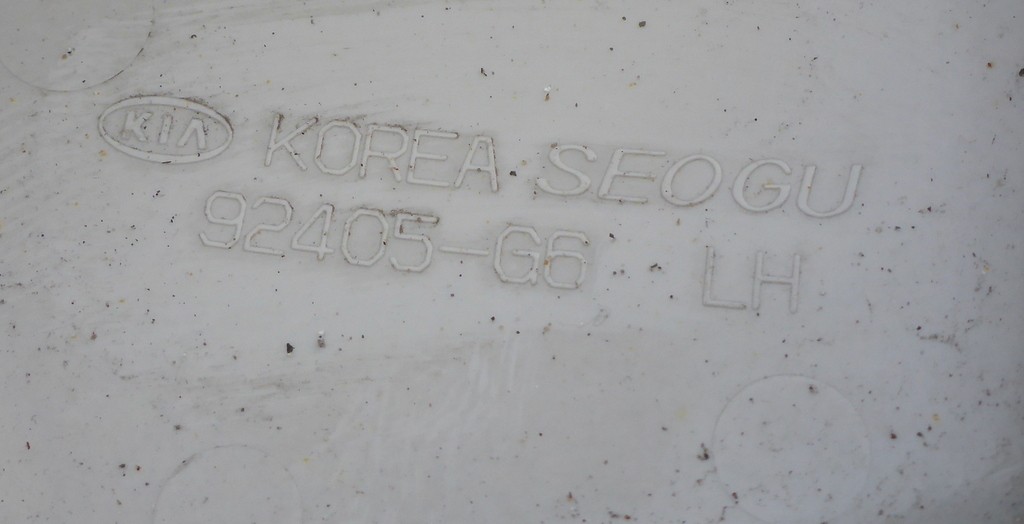 KIA KOREA SEOGU
92405-G6 LH